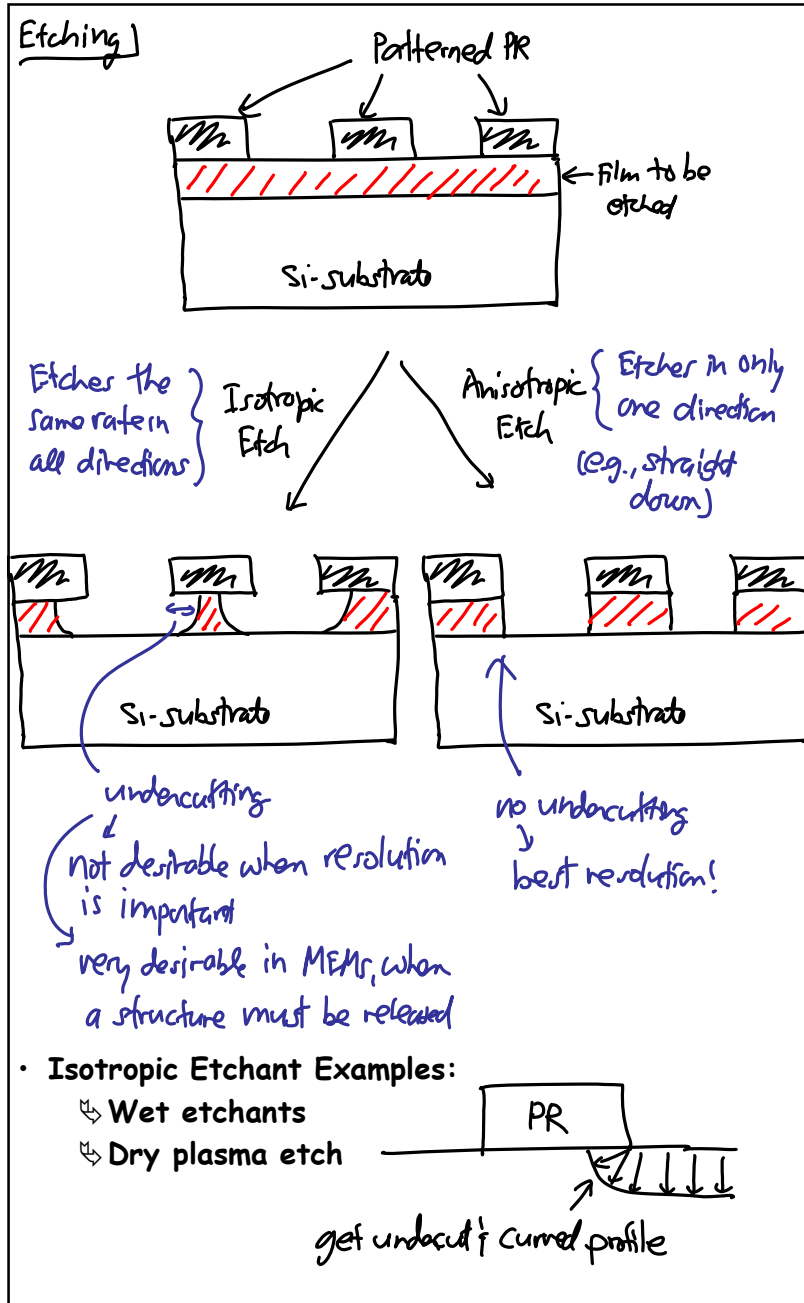 Etching
Patterned PR
Film to be
etched
Si-substrate
Etches the
same rate in
all directions
Isotropic
Etch
Anisotropic
Etch
Etches in only
one direction
(e.g., straight
down)
Si-substrate
Si-substrate
undercutting
not desirable when resolution
is important
very desirable in MEMs, when
a structure must be released
no undercutting
best resolution!
· Isotropic Etchant Examples:
↳ Wet etchants
↳ Dry plasma etch
PR
get undercut & curved profile